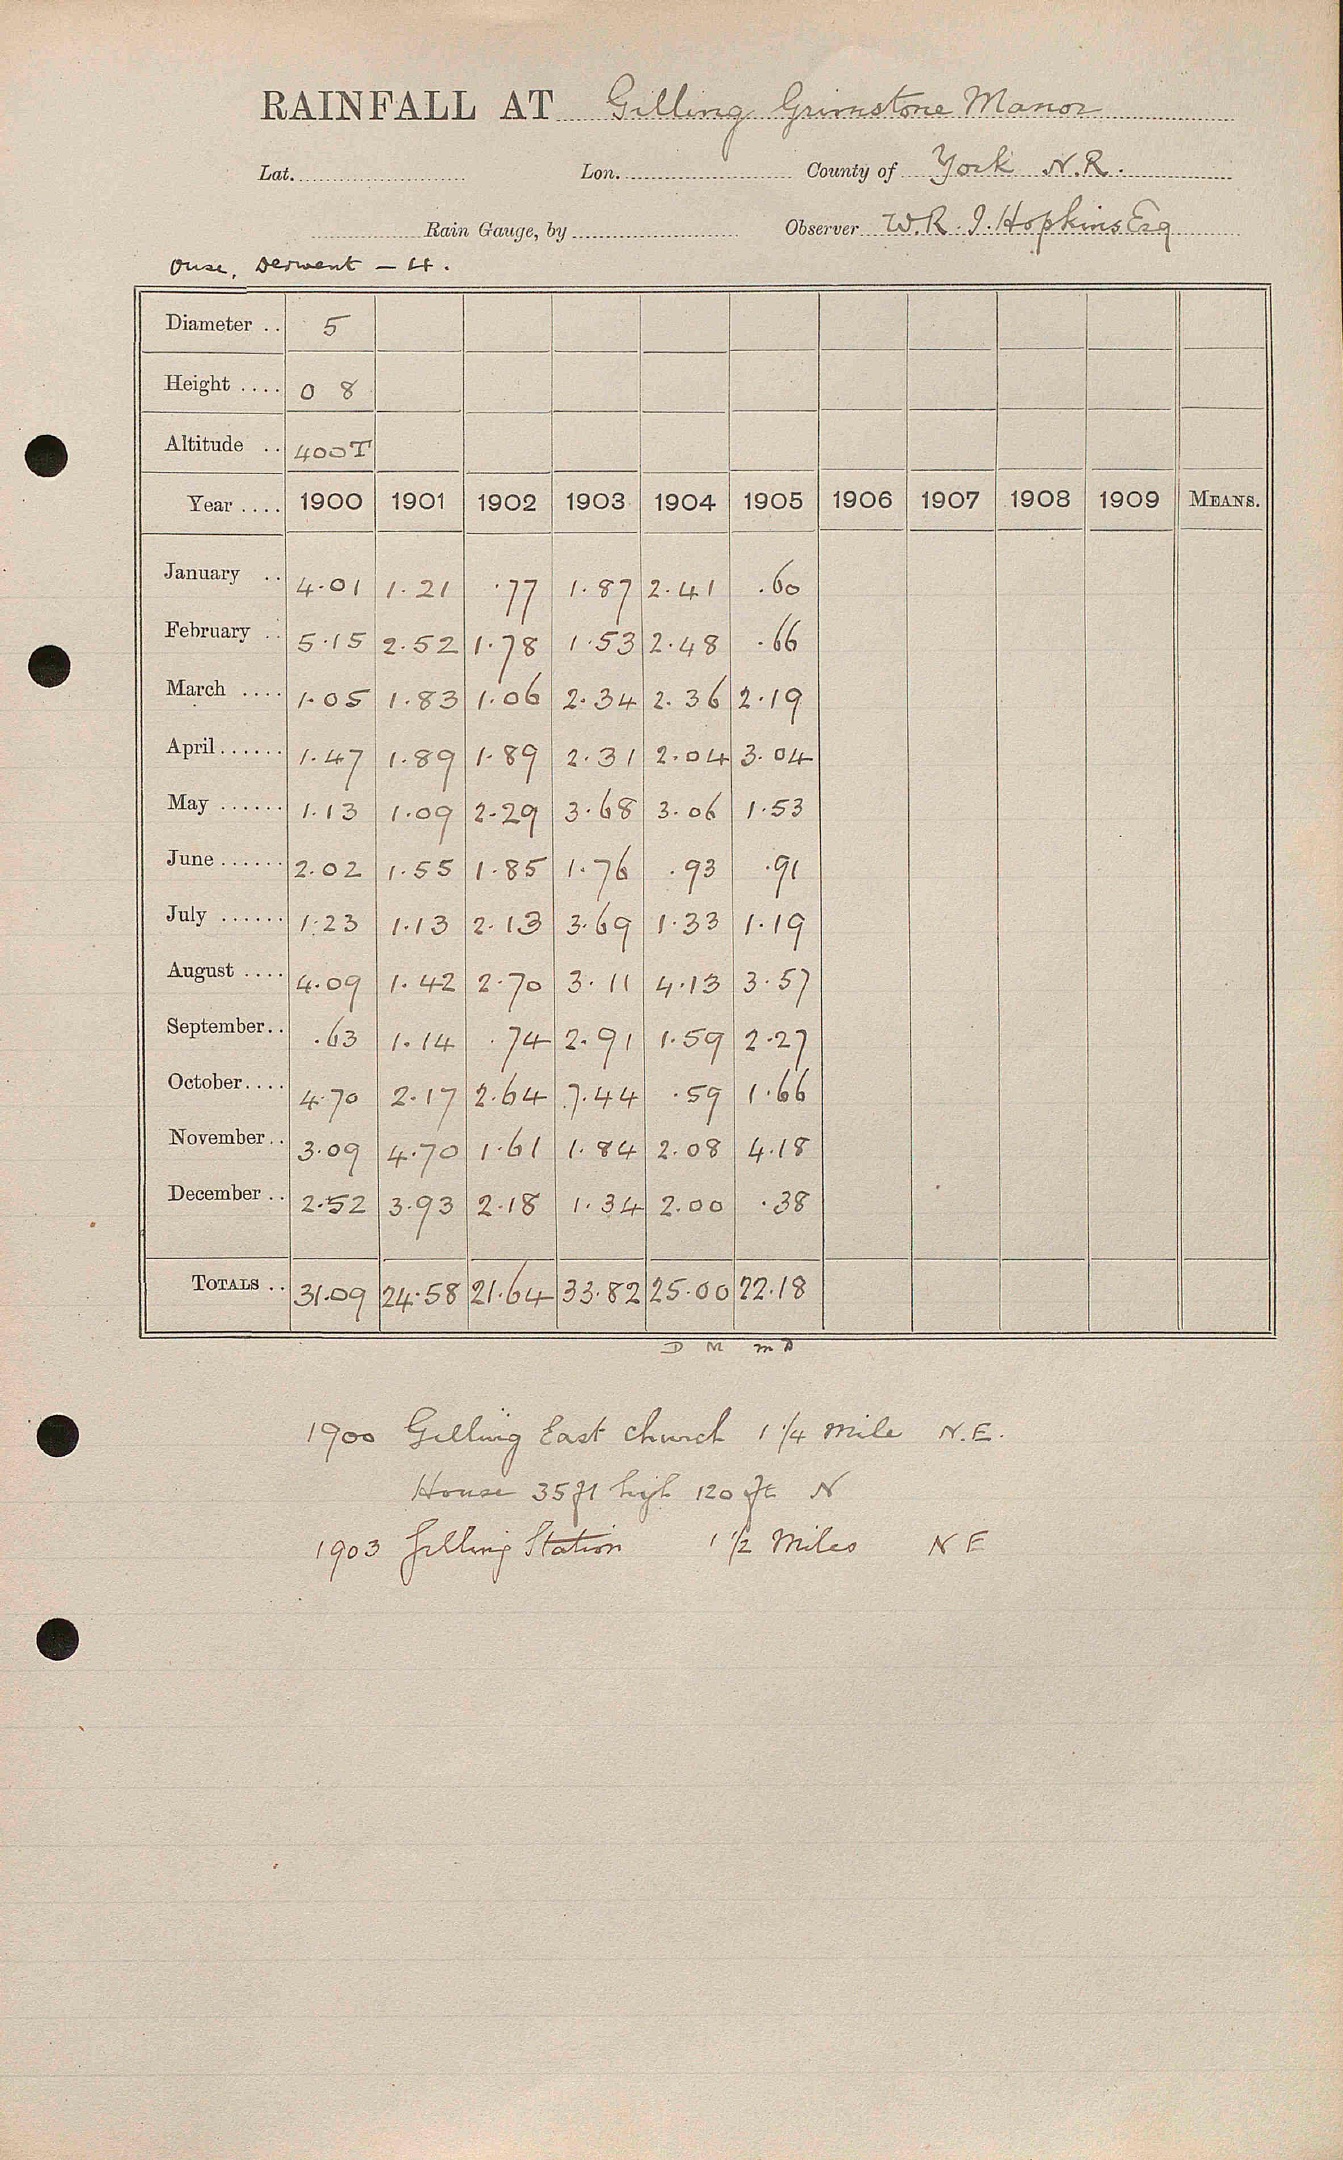 RAINFALL AT Gilling Grimstone Manor
Lat. Lon. County of York N.R.
Rain Gauge, by Observer W.R.I. Hopkins Esq
Ouse, Derwent - 4.
Diameter .. 5
Height .... 0 8
Altitude .. 400T
Year .... 1900 1901 1902 1903 1904 1905 1906 1907 1908 1909 MEANS.
January .. 4.01 1.21 .77 1.87 2.41 .60
February .. 5.15 2.52 1.78 1.53 2.48 .66
March .... 1.05 1.83 1.06 2.34 2.36 2.19
April ...... 1.47 1.89 1.89 2.31 2.04 3.04
May ...... 1.13 1.09 2.29 3.68 3.06 1.53
June ...... 2.02 1.55 1.85 1.76 .93 .91
July ...... 1.23 1.13 2.13 3.69 1.33 1.19
August .... 4.09 1.42 2.70 3.11 4.13 3.57
September.. .63 1.14 .74 2.91 1.59 2.27
October.... 4.70 2.17 2.64 7.44 .59 1.66
November.. 3.09 4.70 1.61 1.84 2.08 4.18
December .. 2.52 3.93 2.18 1.34 2.00 .38
TOTALS .. 31.09 24.58 21.64 33.82 25.00 22.18
D M m D
1900 Gilling East Church 1 1/4 mile N.E.
House 35 ft high 120 ft N
1903 Gilling Station 1 1/2 Miles N E